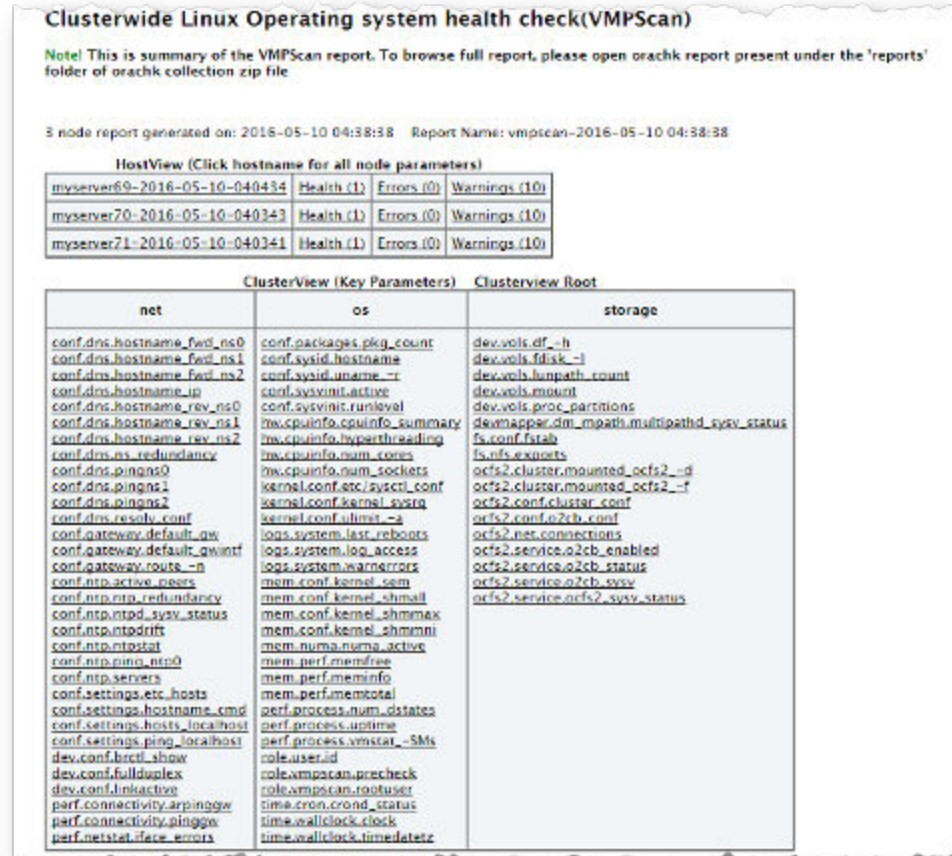 Clusterwide Linux Operating system health check(VMPScan)
Note! This is summary of the VMPScan report. To browse full report, please open orachk report present under the 'reports'
folder of orachk collection zip file
3 node report generated on: 2016-05-10 04:38:38 Report Name: vmpscan-2016-05-10 04:38:38
HostView (Click hostname for all node parameters)
myserver69-2016-05-10-040434 Health (1) Errors (0) Warnings (10)
myserver70-2016-05-10-040343 Health (1) Errors (0) Warnings (10)
myserver71-2016-05-10-040341 Health (1) Errors (0) Warnings (10)
ClusterView (Key Parameters) Clusterview Root
net os storage
conf.dns.hostname_fwd_ns0 conf.packages.pkg_count dev.vols.df_-h
conf.dns.hostname_fwd_ns1 conf.sysid.hostname dev.vols.fdisk_-l
conf.dns.hostname_fwd_ns2 conf.sysid.uname_-r dev.vols.lunpath_count
conf.dns.hostname_ip conf.sysvinit.active dev.vols.mount
conf.dns.hostname_rev_ns0 conf.sysvinit.runlevel dev.vols.proc_partitions
conf.dns.hostname_rev_ns1 hw.cpuinfo.cpuinfo_summary devmapper.dm_mpath.multipathd_sysv_status
conf.dns.hostname_rev_ns2 hw.cpuinfo.hyperthreading fs.conf.fstab
conf.dns.ns_redundancy hw.cpuinfo.num_cores fs.nfs.exports
conf.dns.pingns0 hw.cpuinfo.num_sockets ocfs2.cluster.mounted_ocfs2_-d
conf.dns.pingns1 kernel.conf.etc/sysctl_conf ocfs2.cluster.mounted_ocfs2_-f
conf.dns.pingns2 kernel.conf.kernel_sysrq ocfs2.conf.cluster_conf
conf.dns.resolv_conf kernel.conf.ulimit_-a ocfs2.conf.o2cb_conf
conf.gateway.default_gw logs.system.last_reboots ocfs2.net.connections
conf.gateway.default_gwintf logs.system.log_access ocfs2.service.o2cb_enabled
conf.gateway.route_-n logs.system.warnerrors ocfs2.service.o2cb_status
conf.ntp.active_peers mem.conf.kernel_sem ocfs2.service.o2cb_sysv
conf.ntp.ntp_redundancy mem.conf.kernel_shmall ocfs2.service.ocfs2_sysv_status
conf.ntp.ntpd_sysv_status mem.conf.kernel_shmmax
conf.ntp.ntpdrift mem.conf.kernel_shmmni
conf.ntp.ntpstat mem.numa.numa_active
conf.ntp.ping_ntp0 mem.perf.memfree
conf.ntp.servers mem.perf.meminfo
conf.settings.etc_hosts mem.perf.memtotal
conf.settings.hostname_cmd perf.process.num_dstates
conf.settings.hosts_localhost perf.process.uptime
conf.settings.ping_localhost perf.process.vmstat_-SMs
dev.conf.brctl_show role.user.id
dev.conf.fullduplex role.vmpscan.precheck
dev.conf.linkactive role.vmpscan.rootuser
perf.connectivity.arpinggw time.cron.crond_status
perf.connectivity.pinggw time.wallclock.clock
perf.netstat.iface_errors time.wallclock.timedatetz